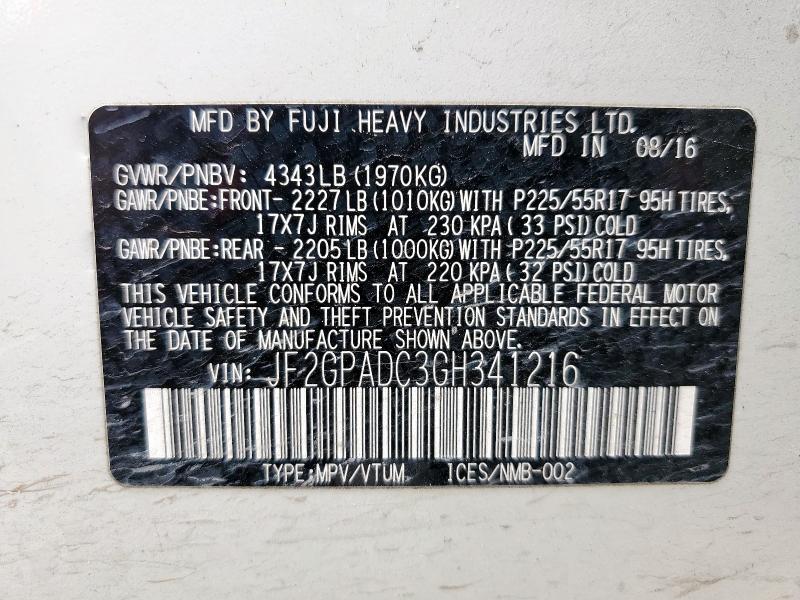 MFD BY FUJI HEAVY INDUSTRIES LTD.
MFD IN 08/16
GVWR/PNBV: 4343LB (1970KG)
GAWR/PNBE:FRONT- 2227LB (1010KG) WITH P225/55R17 95H TIRES,
17X7J RIMS AT 230 KPA (33 PSI) COLD
GAWR/PNBE:REAR - 2205LB (1000KG) WITH P225/55R17 95H TIRES,
17X7J RIMS AT 220 KPA (32 PSI) COLD
THIS VEHICLE CONFORMS TO ALL APPLICABLE FEDERAL MOTOR
VEHICLE SAFETY AND THEFT PREVENTION STANDARDS IN EFFECT ON
THE DATE OF MANUFACTURE SHOWN ABOVE.
VIN: JF2GPADC3GH341216
TYPE:MPV/VTUM ICES/NMB-002